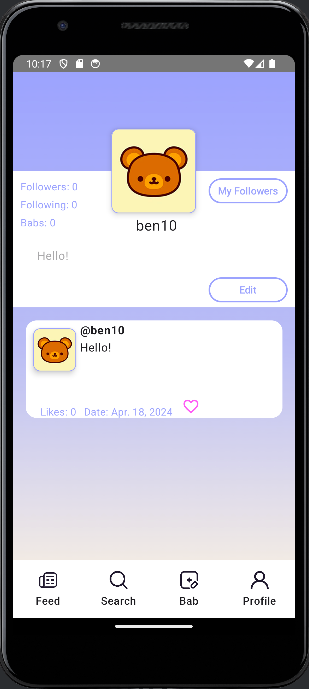 10:17
Followers: 0
My Followers
Following: 0
Babs: 0
ben10
Hello!
Edit
@ben10
Hello!
Likes: 0 Date: Apr. 18, 2024
Feed Search Bab Profile